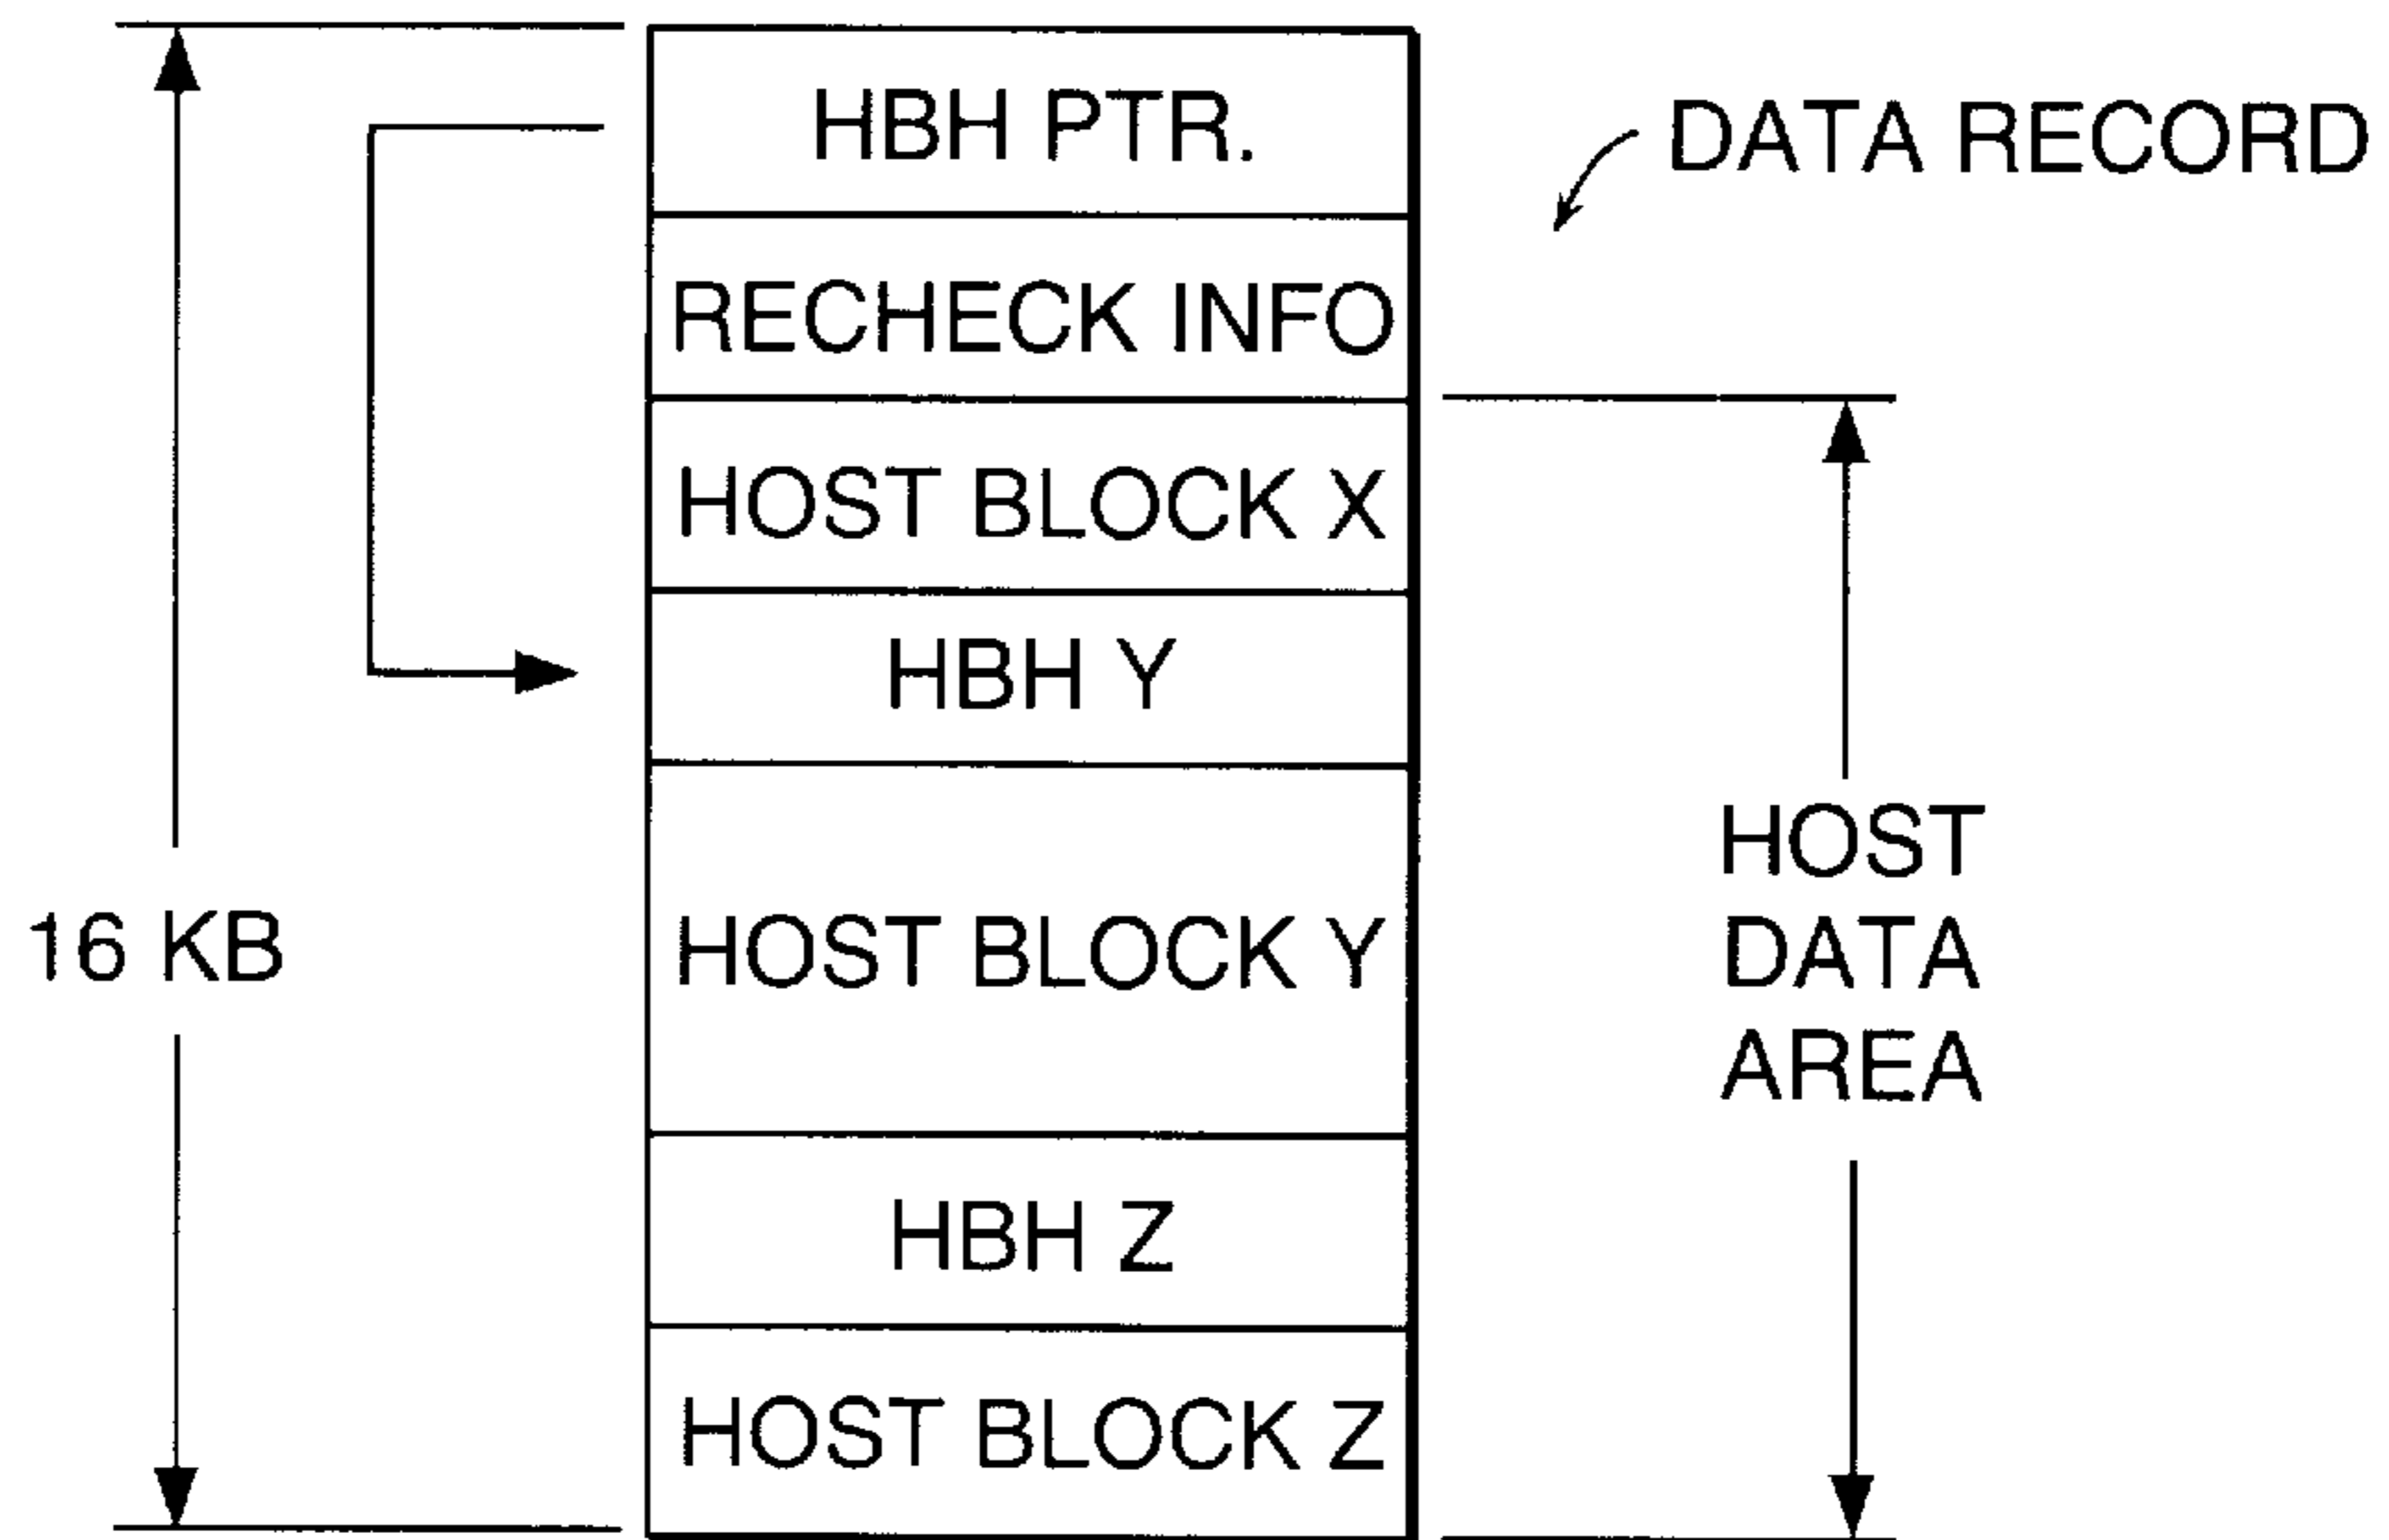 HBH PTR.
DATA RECORD
RECHECK INFO
HOST BLOCK X
HBH Y
HOST BLOCK Y
16 KB
HOST
DATA
AREA
HBH Z
HOST BLOCK Z